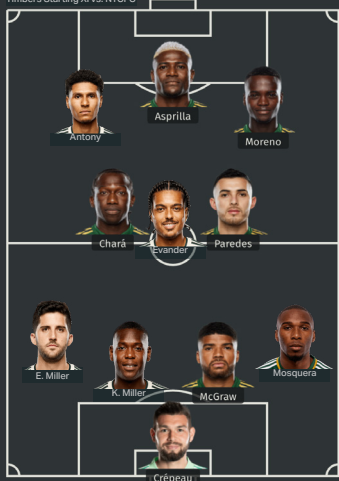 Timbers Starting XI vs. NYCFC
Asprilla
Antony
Moreno
Chará
Evander
Paredes
E. Miller
K. Miller
McGraw
Mosquera
Crépeau